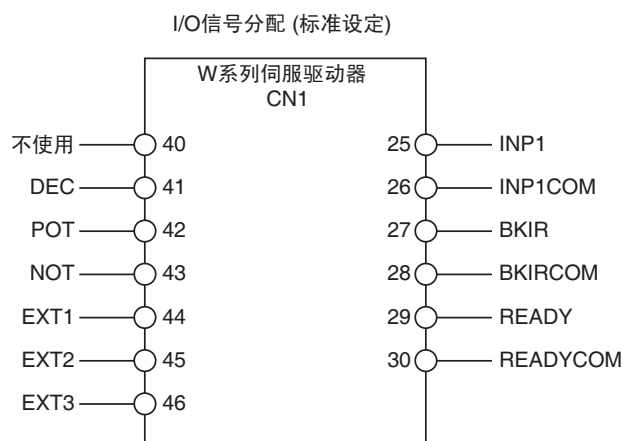 I/O信号分配 (标准设定)
W系列伺服驱动器
CN1
不使用 40 25 INP1
DEC 41 26 INP1COM
POT 42 27 BKIR
NOT 43 28 BKIRCOM
EXT1 44 29 READY
EXT2 45 30 READYCOM
EXT3 46